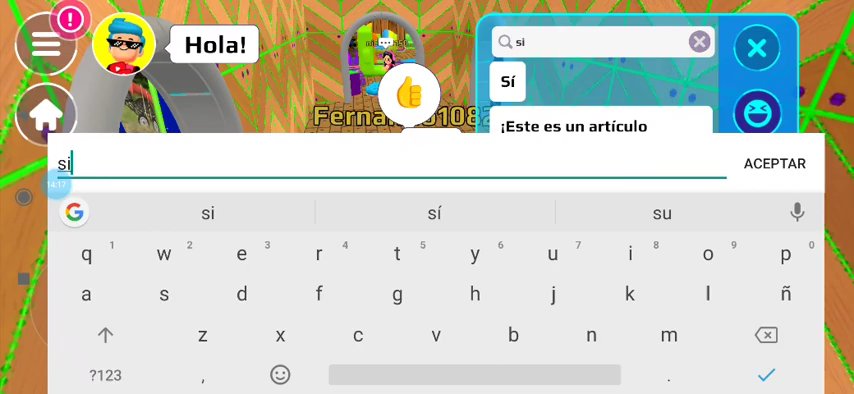 !
Hola!
si
Sí
¡Este es un artículo
si
ACEPTAR
14:17
si sí su
q 1 w 2 e 3 r 4 t 5 y 6 u 7 i 8 o 9 p 0
a s d f g h j k l ñ
z x c v b n m
?123 , .